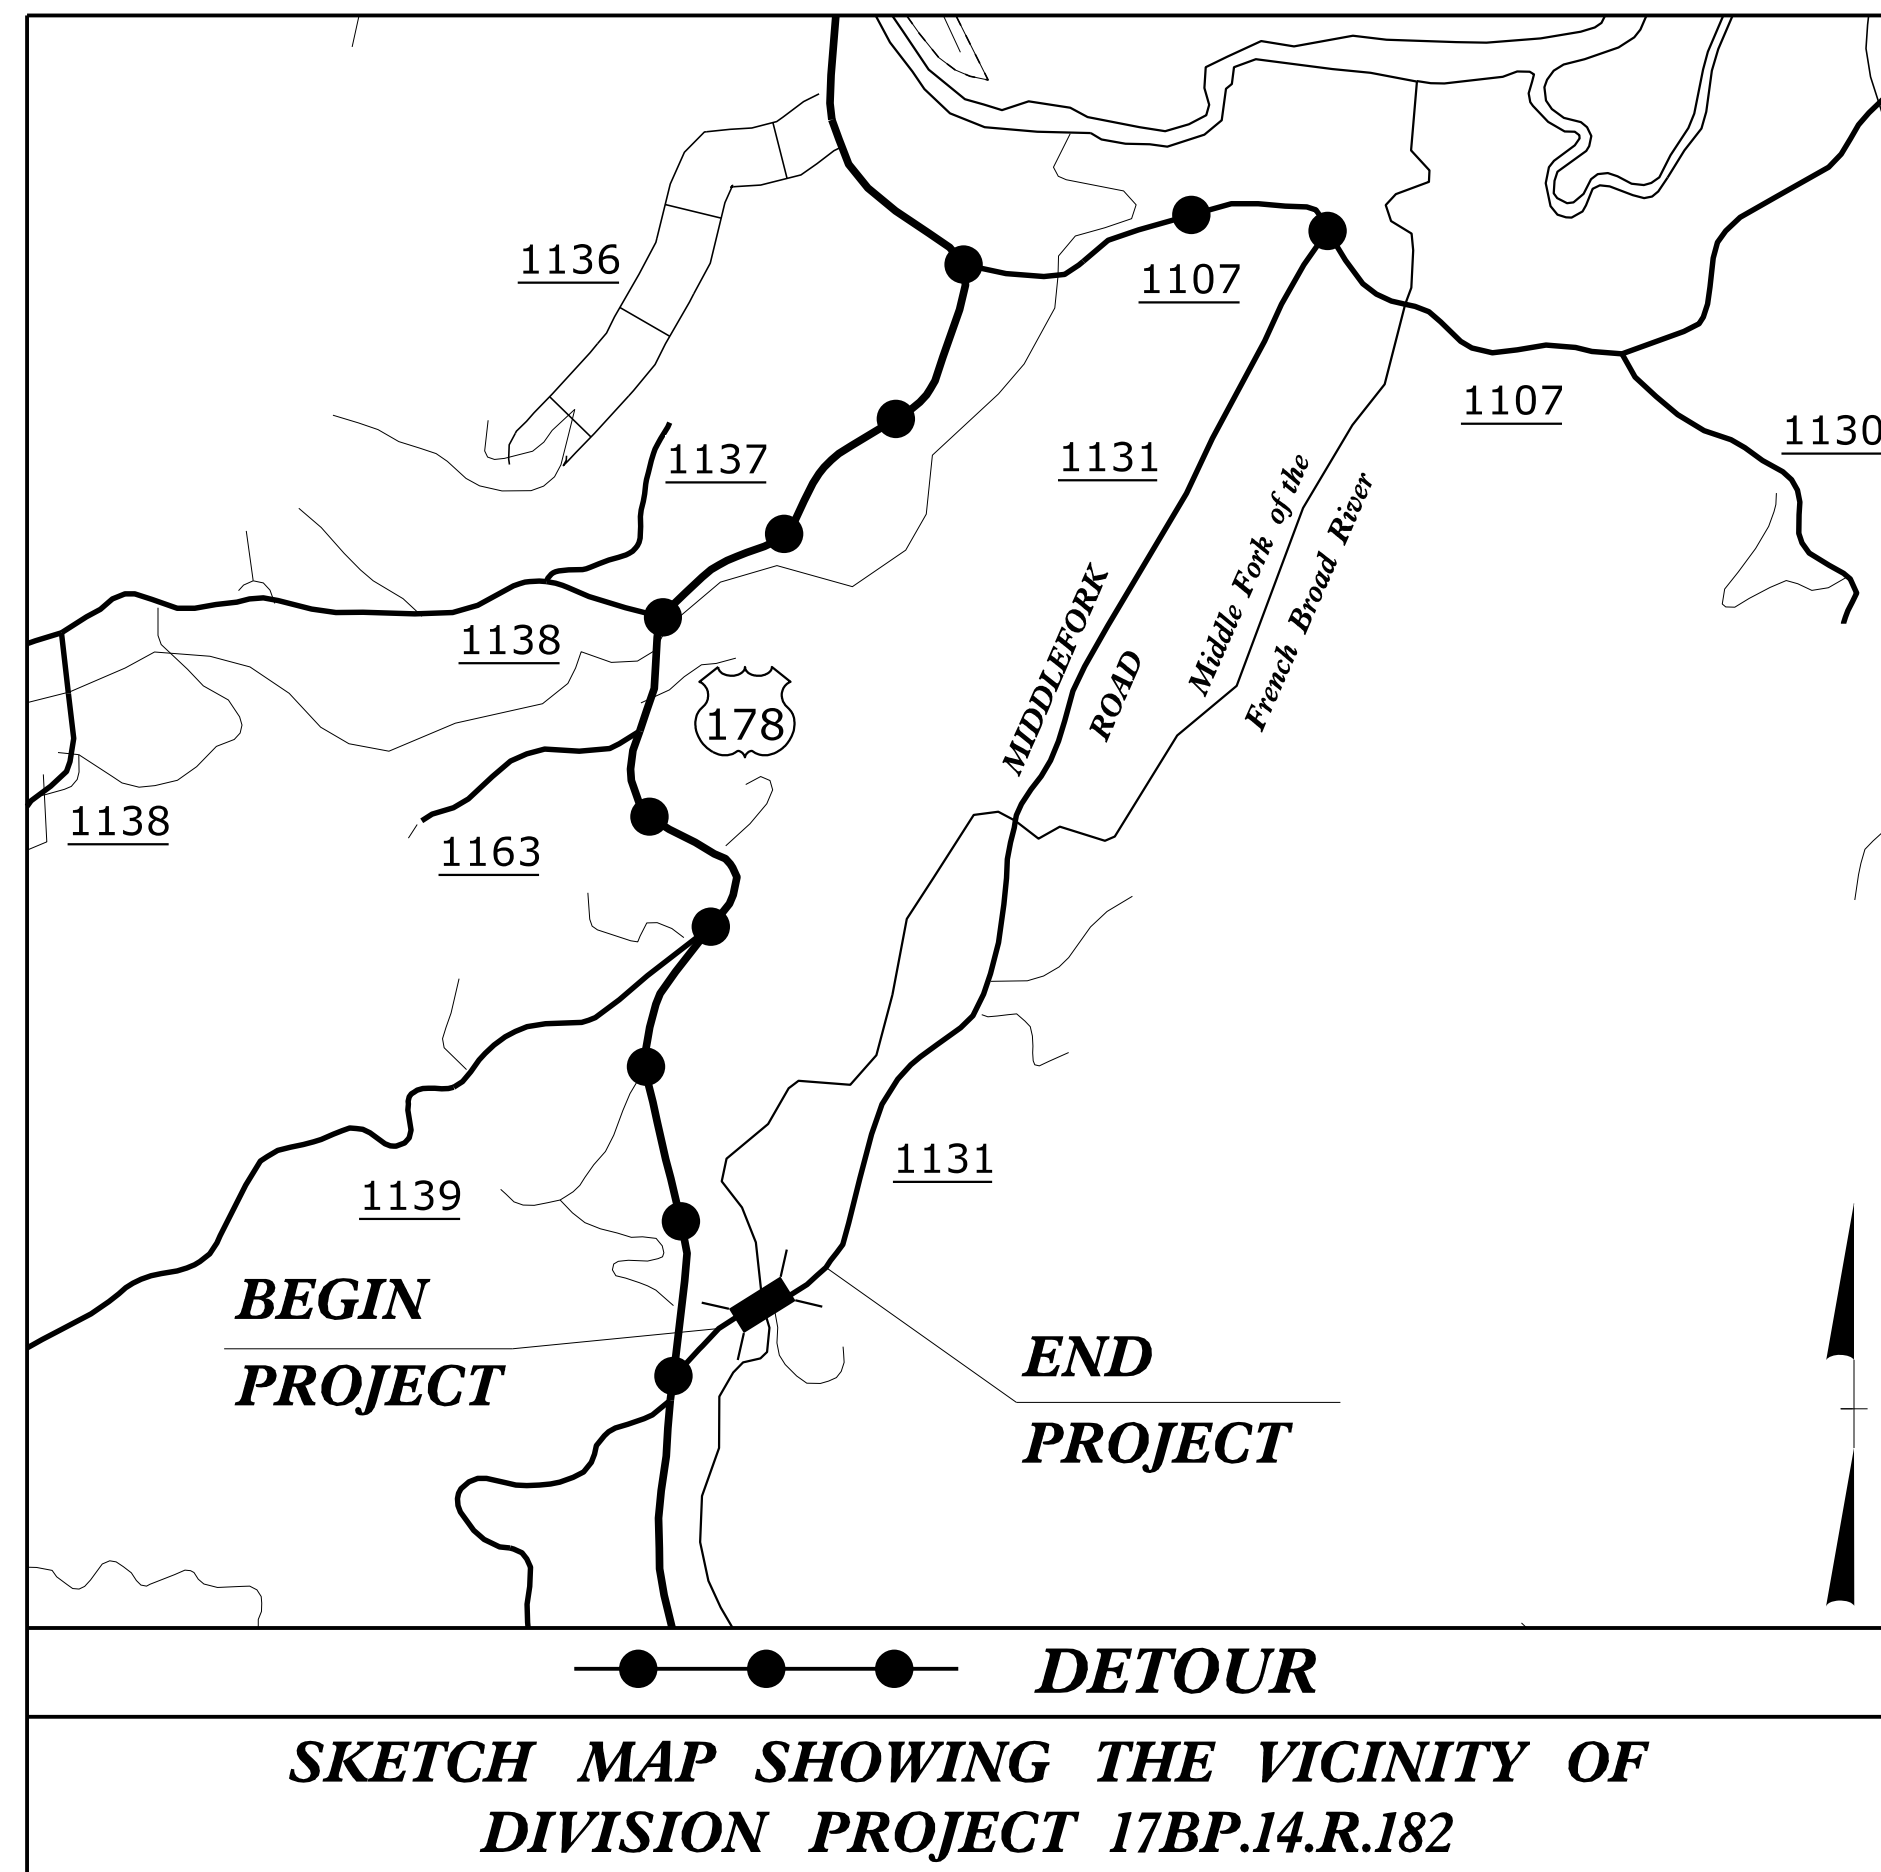 1136
1107
1107
1130
1137
1131
Middle Fork of the
French Broad River
MIDDLEFORK
ROAD
1138
178
1138
1163
1131
1139
BEGIN
PROJECT
END
PROJECT
DETOUR
SKETCH MAP SHOWING THE VICINITY OF
DIVISION PROJECT 17BP.14.R.182